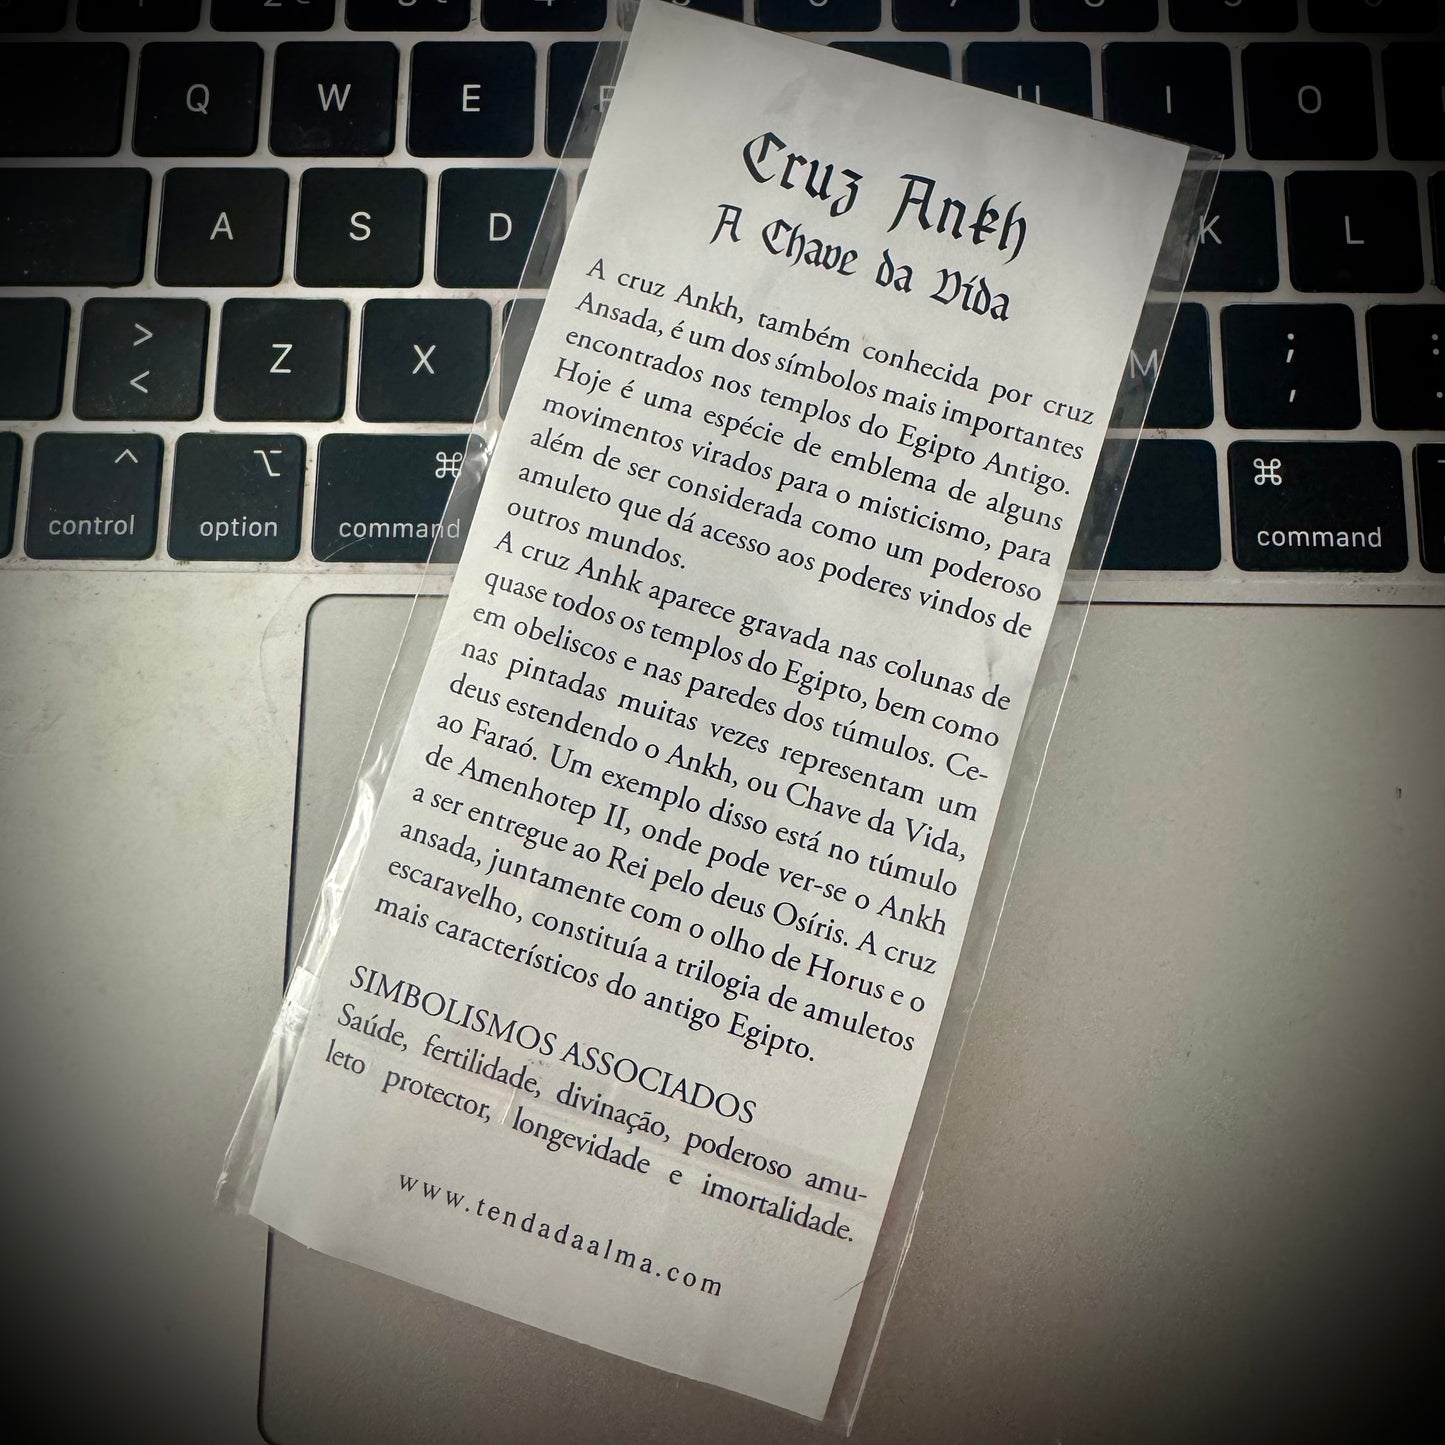 Q W E I O
A S D K L
> < Z X M ; ,
^ control ⌥ option ⌘ command ⌘ command
Cruz Ankh
A Chave da Vida
A cruz Ankh, também conhecida por cruz
Ansada, é um dos símbolos mais importantes
encontrados nos templos do Egipto Antigo.
Hoje é uma espécie de emblema de alguns
movimentos virados para o misticismo, para
além de ser considerada como um poderoso
amuleto que dá acesso aos poderes vindos de
outros mundos.
A cruz Anhk aparece gravada nas colunas de
quase todos os templos do Egipto, bem como
em obeliscos e nas paredes dos túmulos. Ce-
nas pintadas muitas vezes representam um
deus estendendo o Ankh, ou Chave da Vida,
ao Faraó. Um exemplo disso está no túmulo
de Amenhotep II, onde pode ver-se o Ankh
a ser entregue ao Rei pelo deus Osíris. A cruz
ansada, juntamente com o olho de Horus e o
escaravelho, constituía a trilogia de amuletos
mais característicos do antigo Egipto.
SIMBOLISMOS ASSOCIADOS
Saúde, fertilidade, divinação, poderoso amu-
leto protector, longevidade e imortalidade.
www.tendadaalma.com